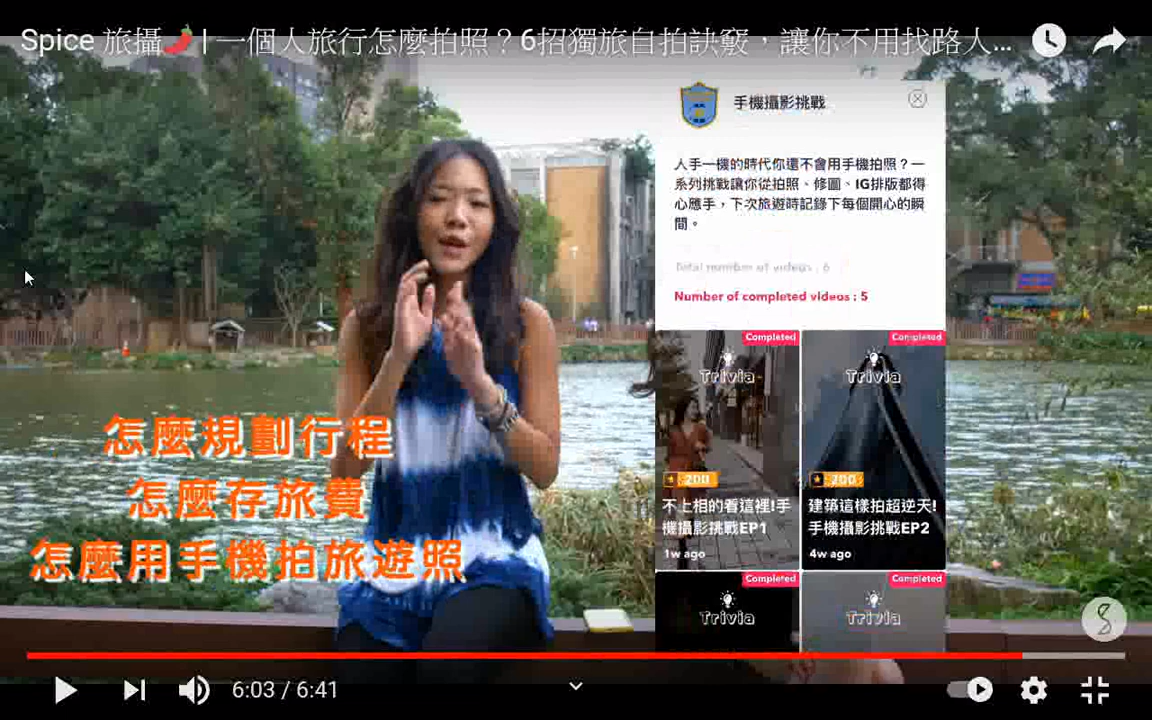 Spice 旅攝🌶️ | 一個人旅行怎麼拍照？6招獨旅自拍訣竅，讓你不用找路人...
手機攝影挑戰
人手一機的時代你還不會用手機拍照？一
系列挑戰讓你從拍照、修圖、IG排版都得
心應手，下次旅遊時記錄下每個開心的瞬
間。
Total number of videos : 6
Number of completed videos : 5
Completed
Completed
Trivia
Trivia
怎麼規劃行程
怎麼存旅費
怎麼用手機拍旅遊照
200
200
不上相的看這裡!手
機攝影挑戰EP1
1w ago
建築這樣拍超逆天!
手機攝影挑戰EP2
4w ago
Completed
Completed
Trivia
Trivia
6:03 / 6:41